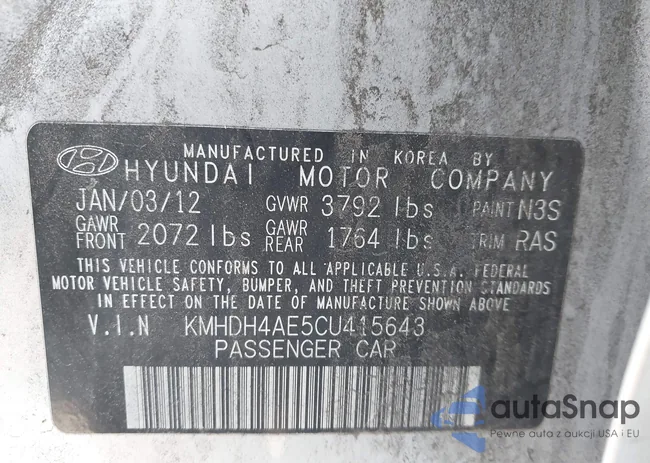 MANUFACTURED IN KOREA BY
HYUNDAI MOTOR COMPANY
JAN/03/12 GVWR 3792 lbs PAINT N3S
GAWR FRONT 2072 lbs GAWR REAR 1764 lbs TRIM RAS
THIS VEHICLE CONFORMS TO ALL APPLICABLE U.S.A. FEDERAL
MOTOR VEHICLE SAFETY, BUMPER, AND THEFT PREVENTION STANDARDS
IN EFFECT ON THE DATE OF MANUFACTURE SHOWN ABOVE
V.I.N KMHDH4AE5CU415643
PASSENGER CAR
autaSnap
Pewne auta z aukcji USA i EU